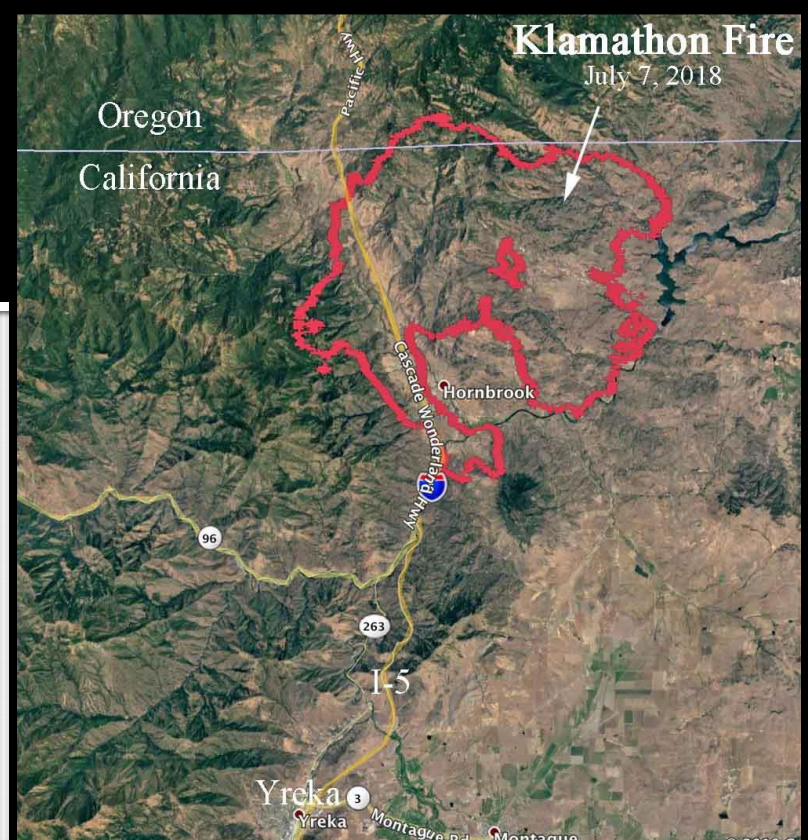 Klamathon Fire
July 7, 2018
Pacific Hwy
Oregon
California
Cascade Wonderland Hwy
Hornbrook
96
263
I-5
Yreka
3
Yreka
Montague Rd
Montague